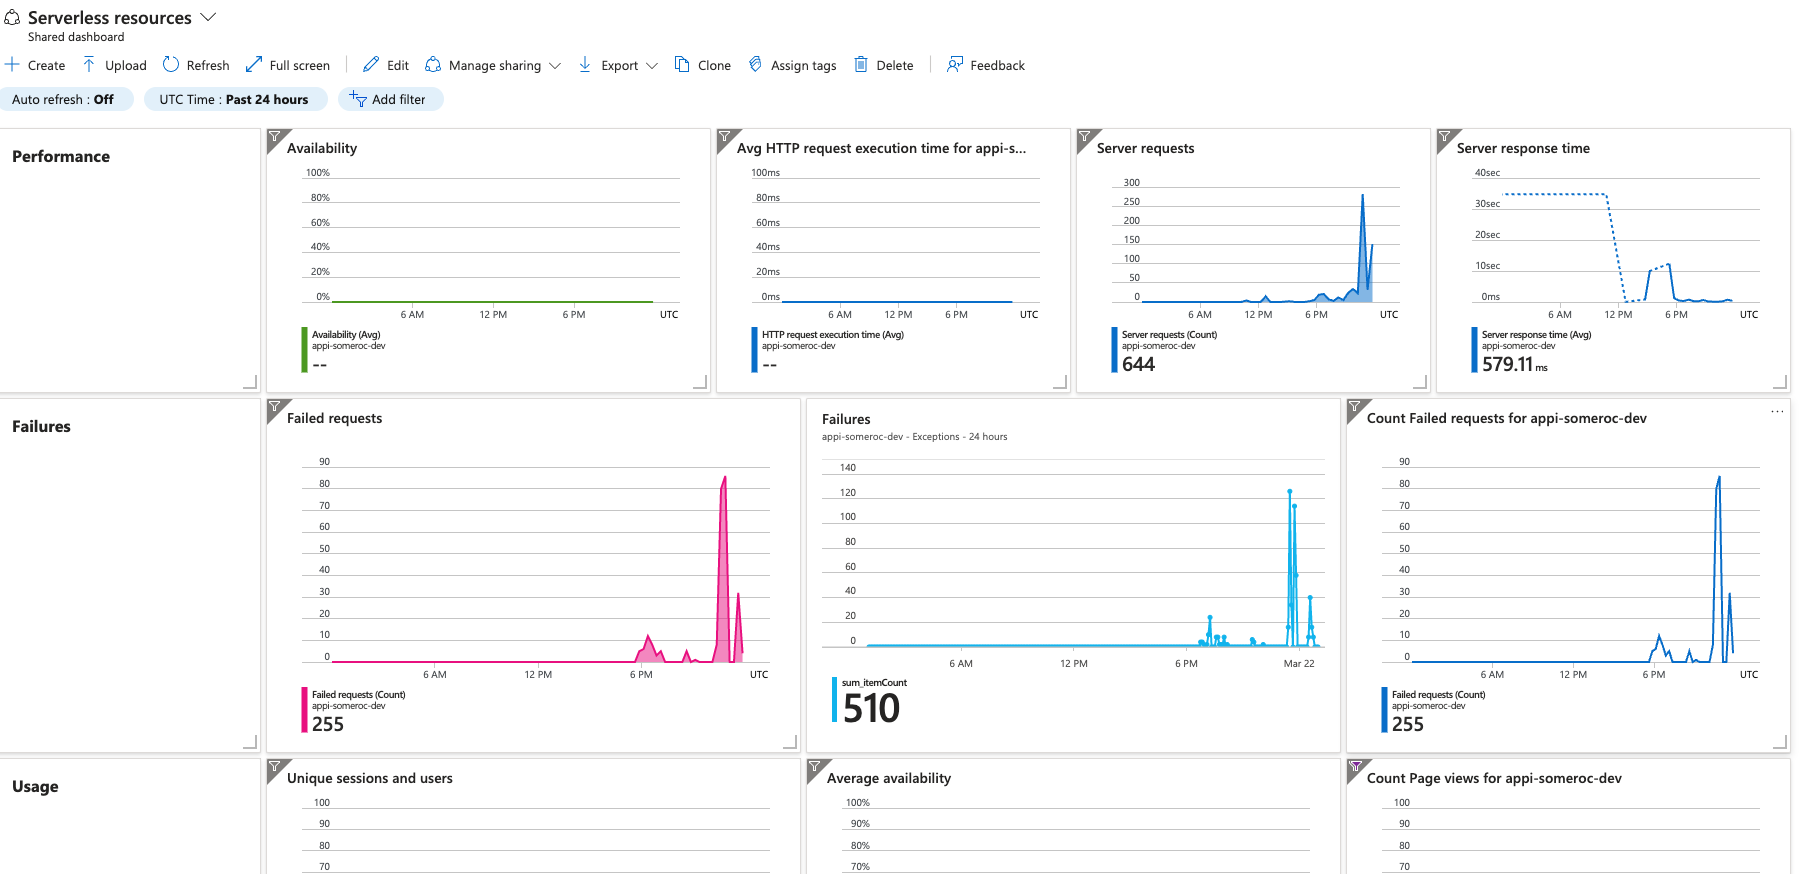 Serverless resources
Shared dashboard
Create Upload Refresh Full screen Edit Manage sharing Export Clone Assign tags Delete Feedback
Auto refresh : Off UTC Time : Past 24 hours Add filter
Performance
Availability
100%
80%
60%
40%
20%
0%
6 AM 12 PM 6 PM UTC
Availability (Avg)
appi-someroc-dev
--
Avg HTTP request execution time for appi-s...
100ms
80ms
60ms
40ms
20ms
0ms
6 AM 12 PM 6 PM UTC
HTTP request execution time (Avg)
appi-someroc-dev
--
Server requests
300
250
200
150
100
50
0
6 AM 12 PM 6 PM UTC
Server requests (Count)
appi-someroc-dev
644
Server response time
40sec
30sec
20sec
10sec
0ms
6 AM 12 PM 6 PM UTC
Server response time (Avg)
appi-someroc-dev
579.11 ms
Failures
Failed requests
90
80
70
60
50
40
30
20
10
0
6 AM 12 PM 6 PM UTC
Failed requests (Count)
appi-someroc-dev
255
Failures
appi-someroc-dev - Exceptions - 24 hours
140
120
100
80
60
40
20
0
6 AM 12 PM 6 PM Mar 22
sum_itemCount
510
Count Failed requests for appi-someroc-dev
...
90
80
70
60
50
40
30
20
10
0
6 AM 12 PM 6 PM UTC
Failed requests (Count)
appi-someroc-dev
255
Usage
Unique sessions and users
100
90
80
70
Average availability
100%
90%
80%
70%
Count Page views for appi-someroc-dev
100
90
80
70